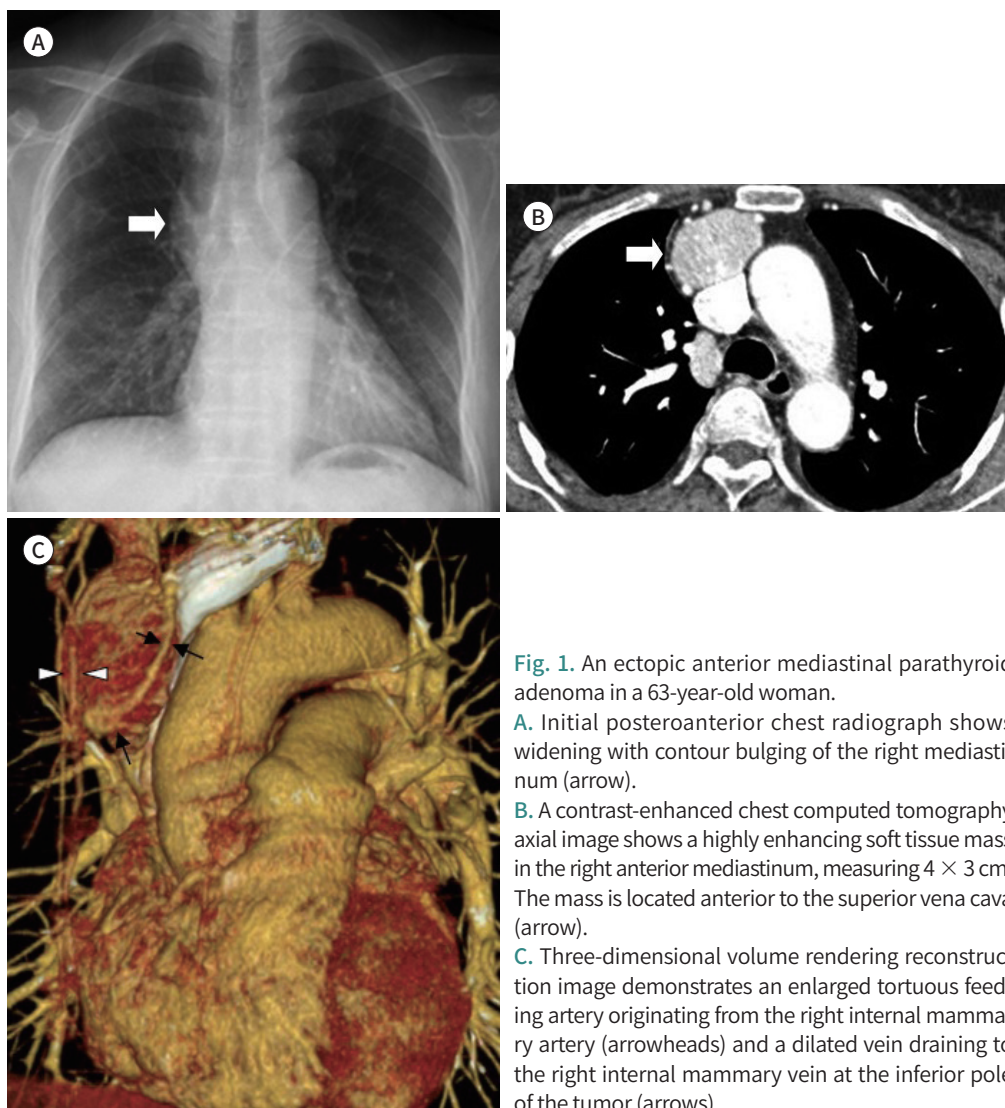 A
B
C
Fig. 1. An ectopic anterior mediastinal parathyroid
adenoma in a 63-year-old woman.
A. Initial posteroanterior chest radiograph shows
widening with contour bulging of the right mediasti
num (arrow).
B. A contrast-enhanced chest computed tomography
axial image shows a highly enhancing soft tissue mass
in the right anterior mediastinum, measuring 4 × 3 cm
The mass is located anterior to the superior vena cava
(arrow).
C. Three-dimensional volume rendering reconstruc
tion image demonstrates an enlarged tortuous feed
ing artery originating from the right internal mamma
ry artery (arrowheads) and a dilated vein draining to
the right internal mammary vein at the inferior pole
of the tumor (arrows)